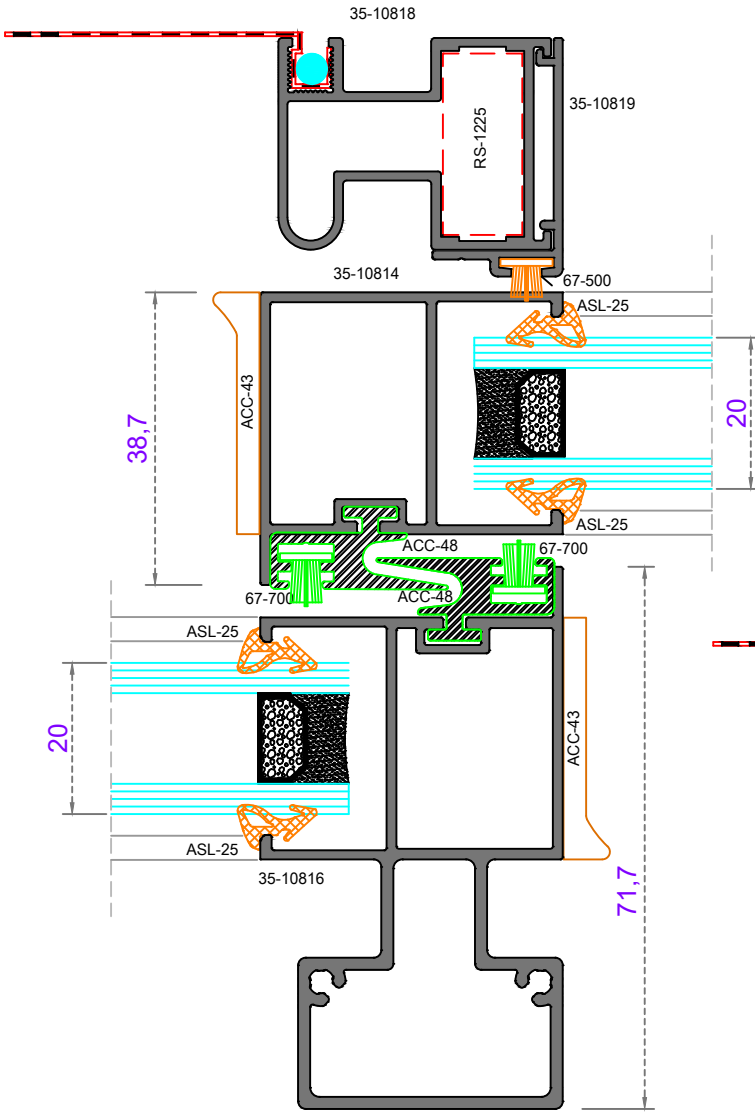 35-10818
35-10819
RS-1225
35-10814
67-500
ASL-25
ACC-43
38,7
20
ASL-25
ACC-48
67-700
67-700
ACC-48
ASL-25
20
ACC-43
ASL-25
35-10816
71,7